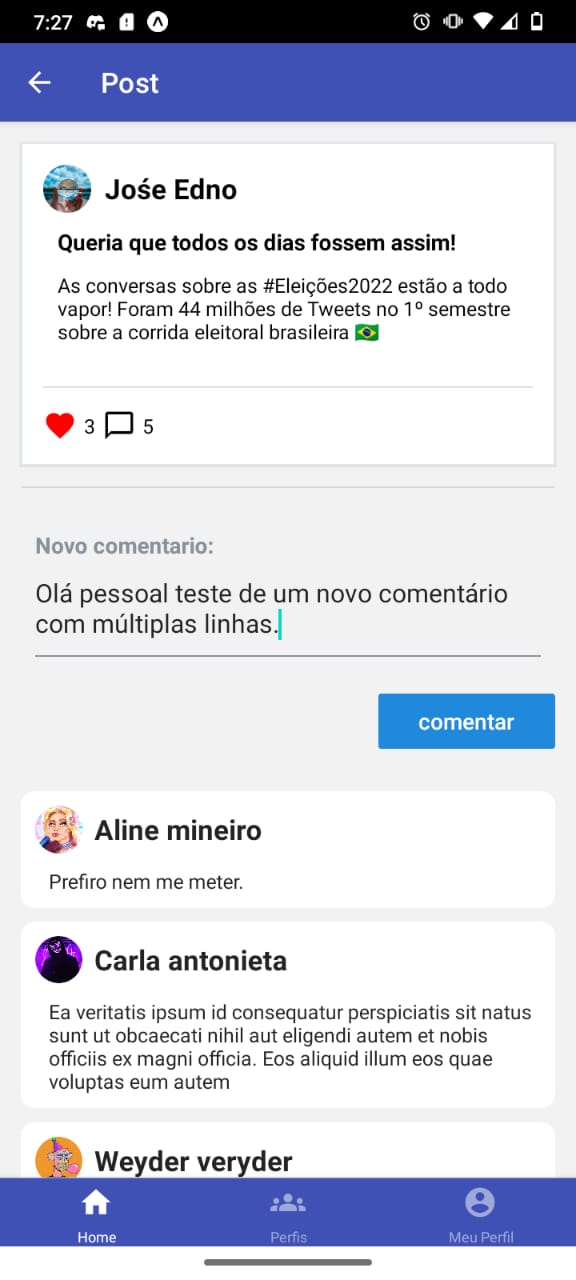 7:27
Post
Jośe Edno
Queria que todos os dias fossem assim!
As conversas sobre as #Eleições2022 estão a todo
vapor! Foram 44 milhões de Tweets no 1º semestre
sobre a corrida eleitoral brasileira 🇧🇷
3 5
Novo comentario:
Olá pessoal teste de um novo comentário
com múltiplas linhas.
comentar
Aline mineiro
Prefiro nem me meter.
Carla antonieta
Ea veritatis ipsum id consequatur perspiciatis sit natus
sunt ut obcaecati nihil aut eligendi autem et nobis
officiis ex magni officia. Eos aliquid illum eos quae
voluptas eum autem
Weyder veryder
Home Perfis Meu Perfil